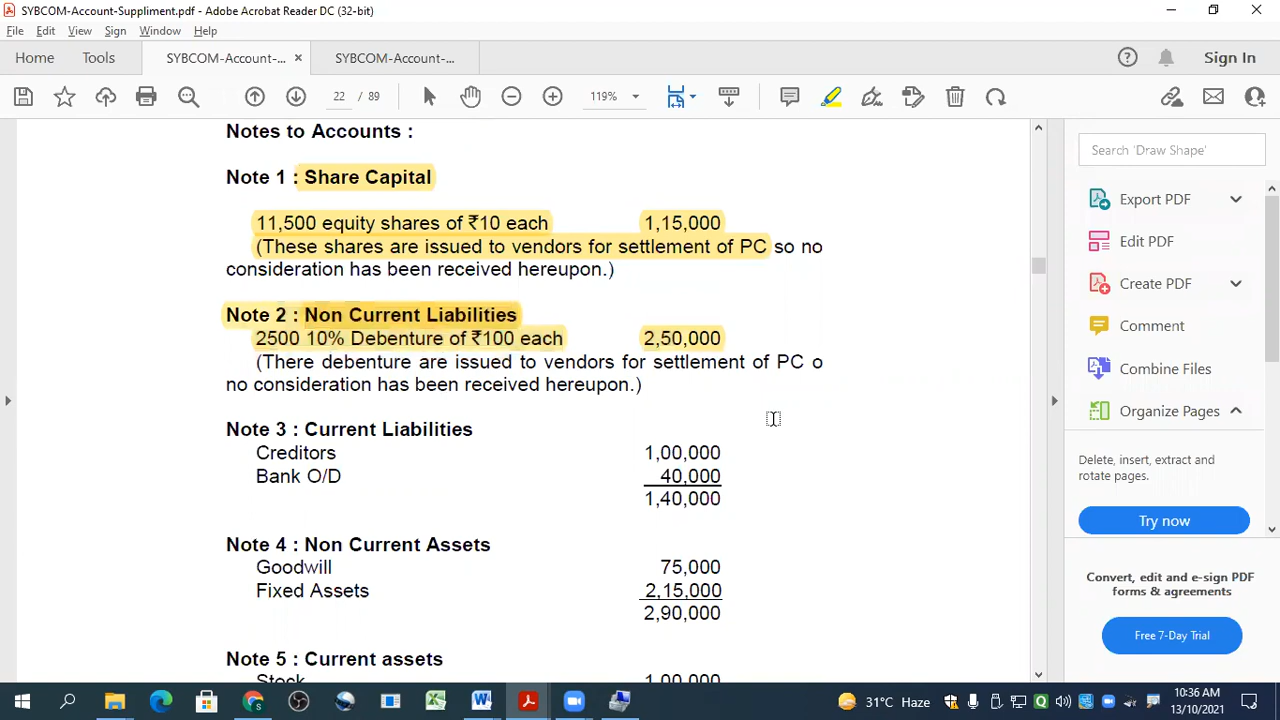 SYBCOM-Account-Suppliment.pdf - Adobe Acrobat Reader DC (32-bit)
File Edit View Sign Window Help
Home Tools SYBCOM-Account-... × SYBCOM-Account-... Sign In
22 / 89 119%
Notes to Accounts :
Note 1 : Share Capital
11,500 equity shares of ₹10 each 1,15,000
(These shares are issued to vendors for settlement of PC so no
consideration has been received hereupon.)
Note 2 : Non Current Liabilities
2500 10% Debenture of ₹100 each 2,50,000
(There debenture are issued to vendors for settlement of PC o
no consideration has been received hereupon.)
Note 3 : Current Liabilities
Creditors 1,00,000
Bank O/D 40,000
1,40,000
Note 4 : Non Current Assets
Goodwill 75,000
Fixed Assets 2,15,000
2,90,000
Note 5 : Current assets
Stock 1,00,000
Search 'Draw Shape'
Export PDF
Edit PDF
Create PDF
Comment
Combine Files
Organize Pages
Delete, insert, extract and
rotate pages.
Try now
Convert, edit and e-sign PDF
forms & agreements
Free 7-Day Trial
31°C Haze
10:36 AM
13/10/2021